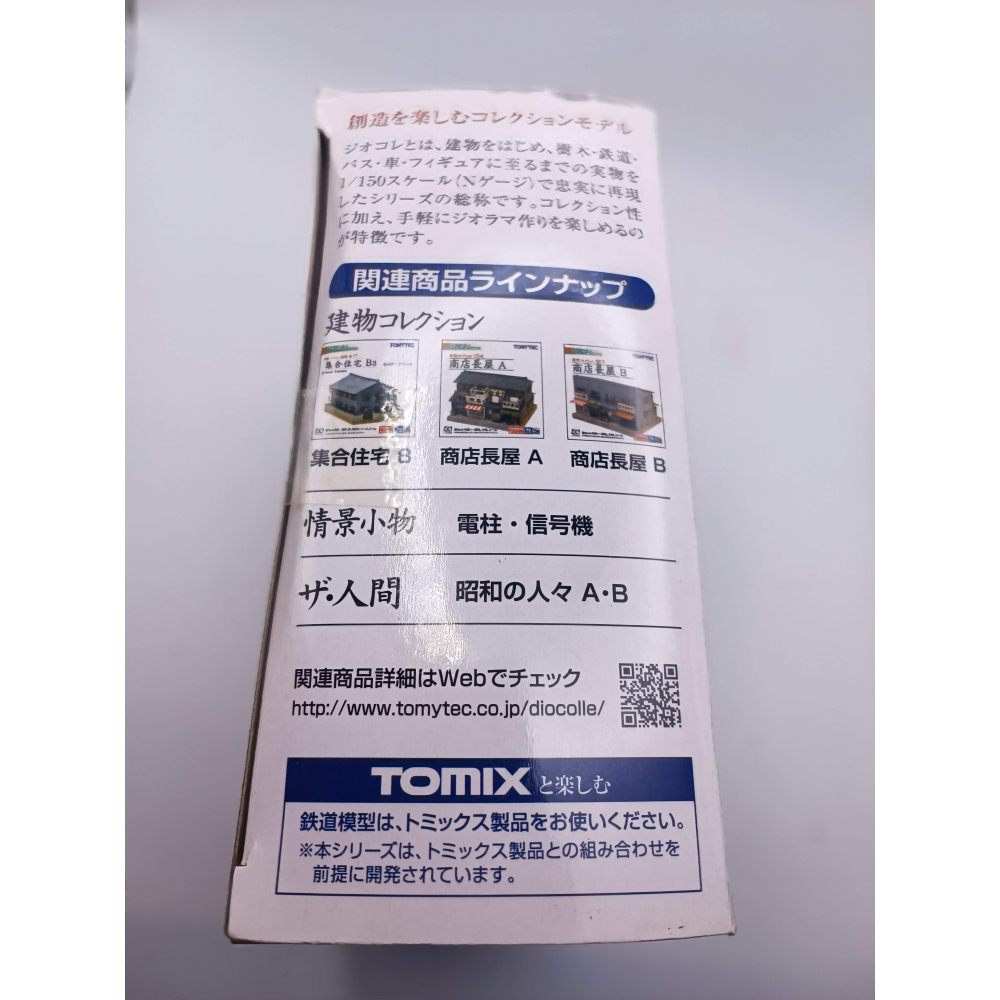 創造を楽しむコレクションモデル
ジオコレとは、建物をはじめ、樹木・鉄道・
バス・車・フィギュアに至るまでの実物を
1/150スケール(Nゲージ)で忠実に再現
したシリーズの総称です。コレクション性
に加え、手軽にジオラマ作りを楽しめるの
が特徴です。
関連商品ラインナップ
建物コレクション
TOMYTEC
集合住宅 Ba
TOMYTEC
商店長屋 A
商店長屋 B
集合住宅 B
商店長屋 A
商店長屋 B
情景小物 電柱・信号機
ザ・人間 昭和の人々 A・B
関連商品詳細はWebでチェック
http://www.tomytec.co.jp/diocolle/
TOMIX と楽しむ
鉄道模型は、トミックス製品をお使いください。
※本シリーズは、トミックス製品との組み合わせを
前提に開発されています。